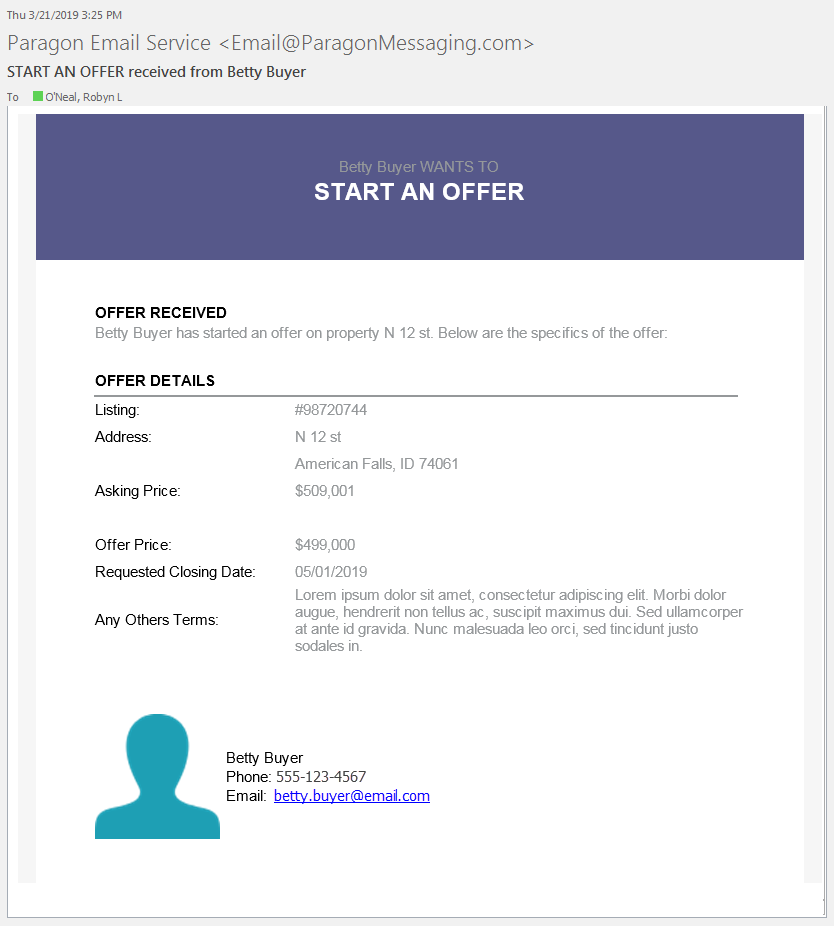 Thu 3/21/2019 3:25 PM
Paragon Email Service <Email@ParagonMessaging.com>
START AN OFFER received from Betty Buyer
To O'Neal, Robyn L
Betty Buyer WANTS TO
START AN OFFER
OFFER RECEIVED
Betty Buyer has started an offer on property N 12 st. Below are the specifics of the offer:
OFFER DETAILS
Listing: #98720744
Address: N 12 st
American Falls, ID 74061
Asking Price: $509,001
Offer Price: $499,000
Requested Closing Date: 05/01/2019
Any Others Terms: Lorem ipsum dolor sit amet, consectetur adipiscing elit. Morbi dolor
augue, hendrerit non tellus ac, suscipit maximus dui. Sed ullamcorper
at ante id gravida. Nunc malesuada leo orci, sed tincidunt justo
sodales in.
Betty Buyer
Phone: 555-123-4567
Email: betty.buyer@email.com